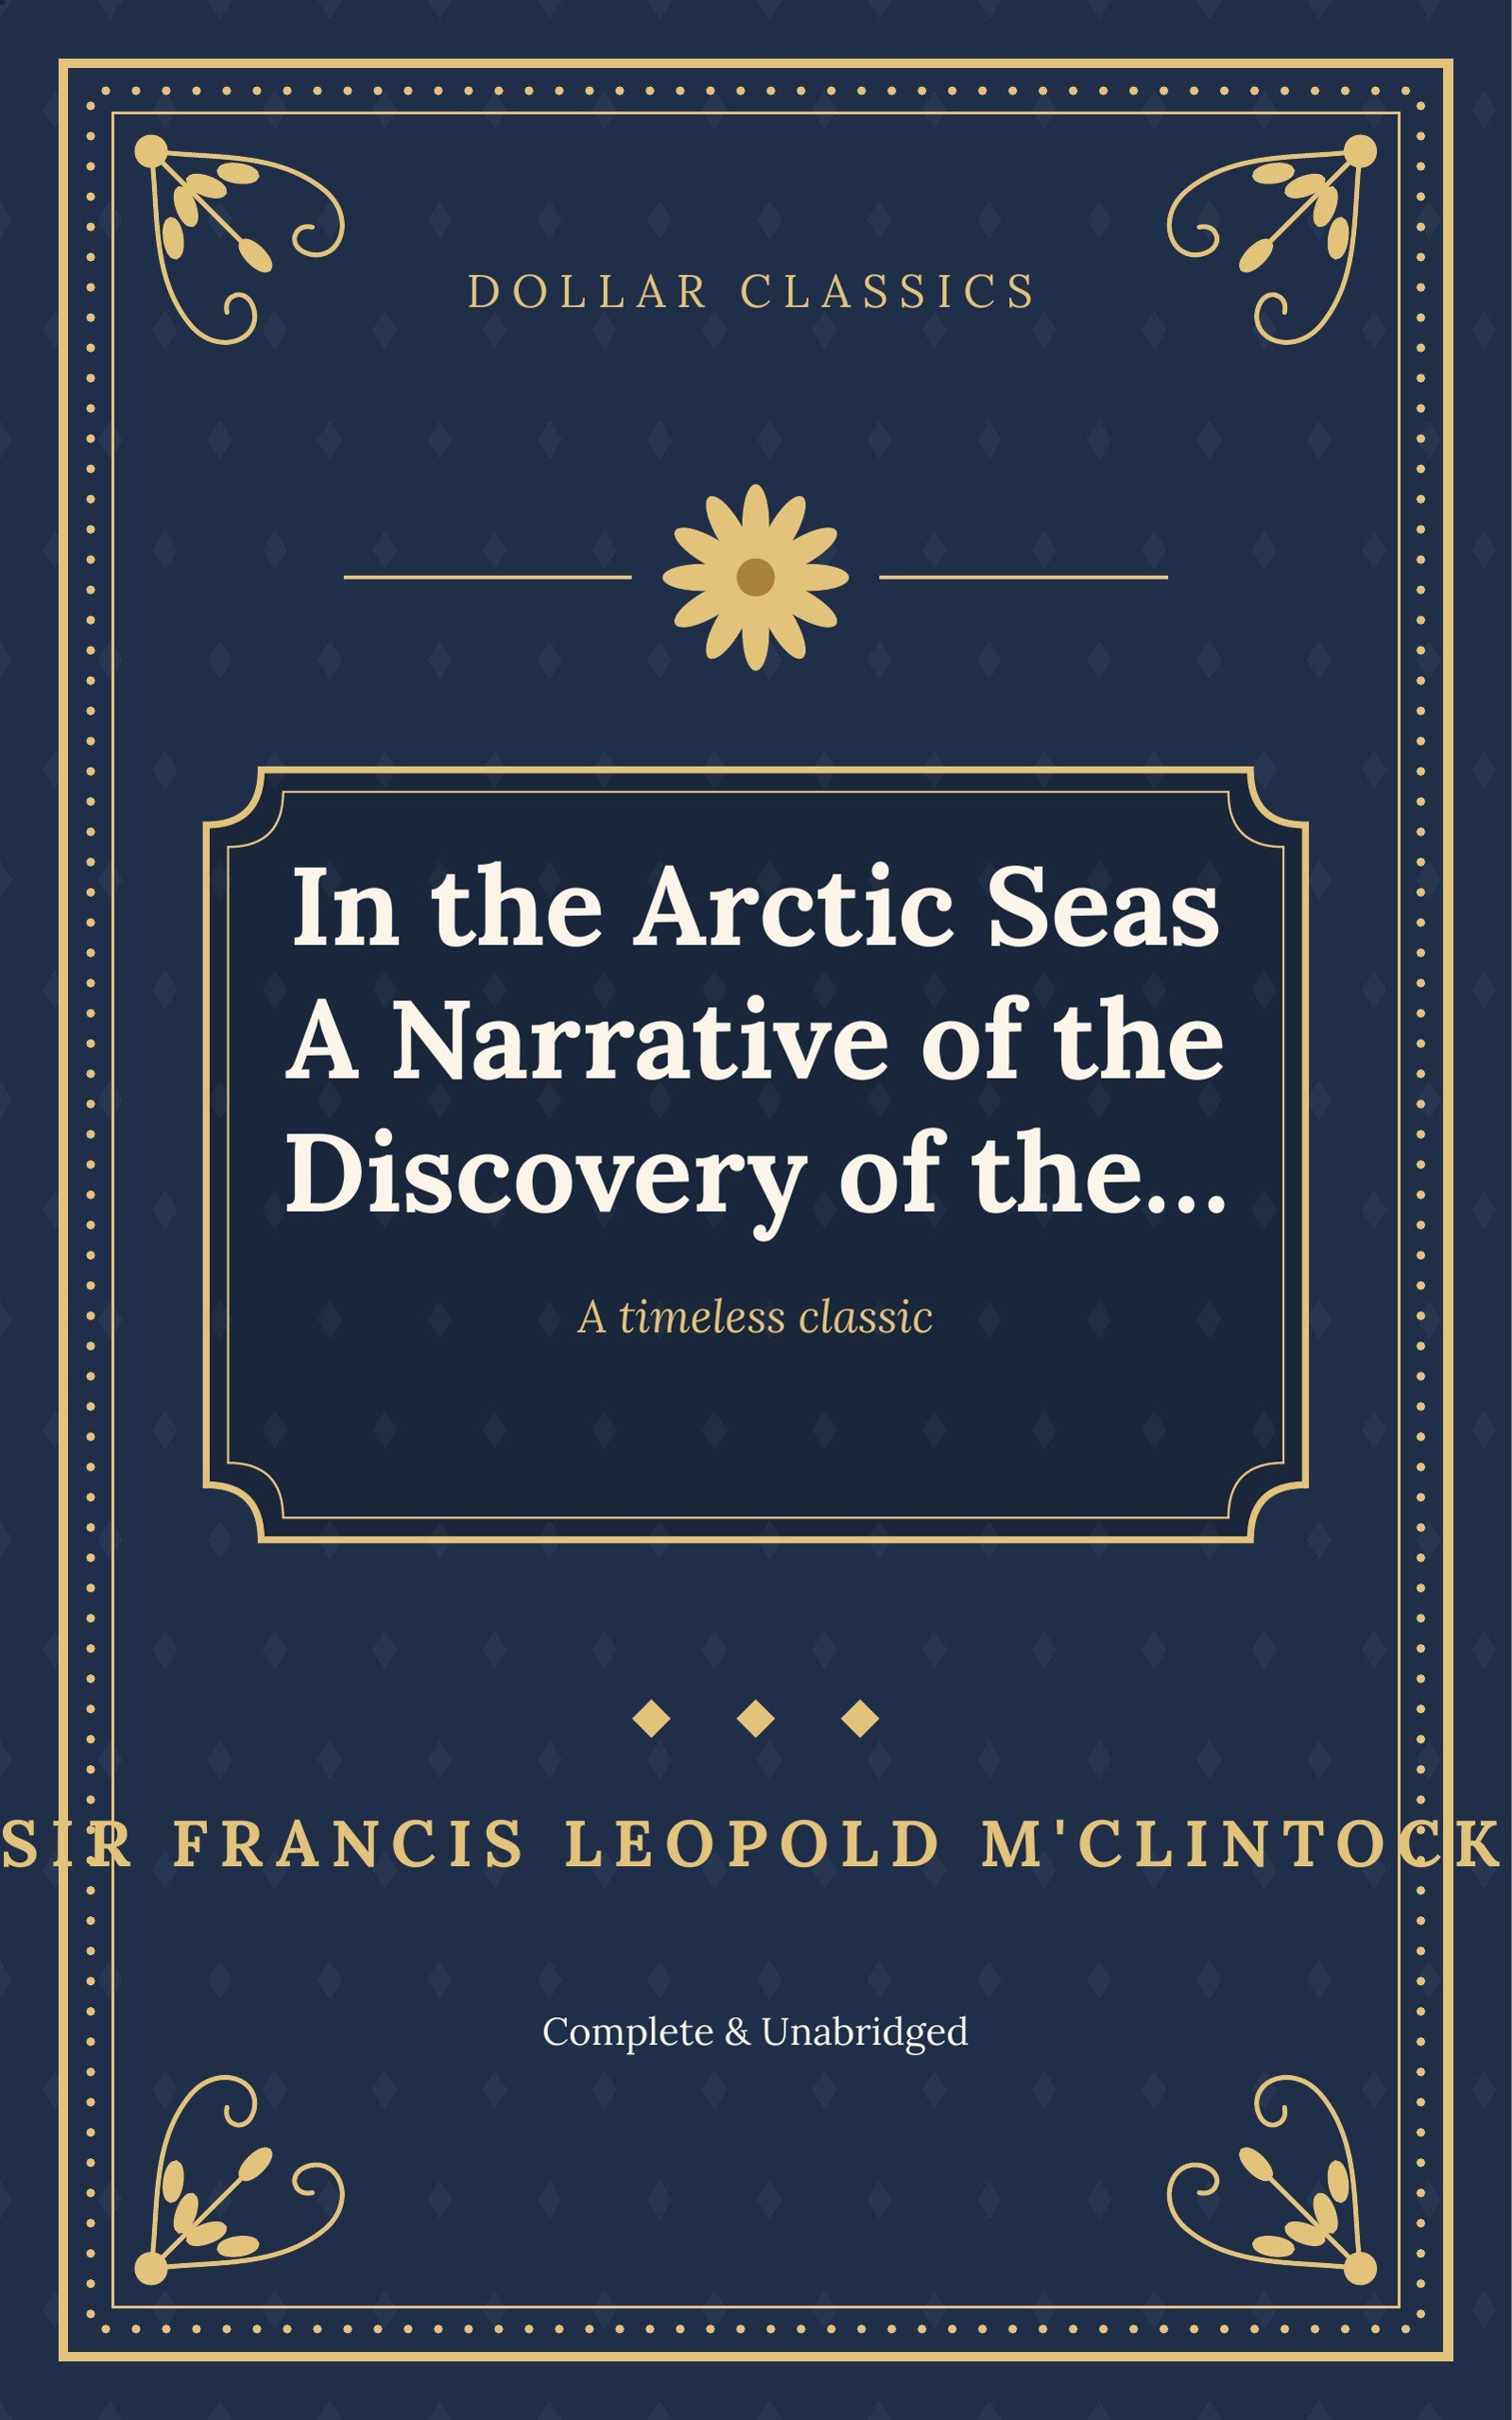 DOLLAR CLASSICS
In the Arctic Seas
A Narrative of the
Discovery of the...
A timeless classic
SIR FRANCIS LEOPOLD M'CLINTOCK
Complete & Unabridged